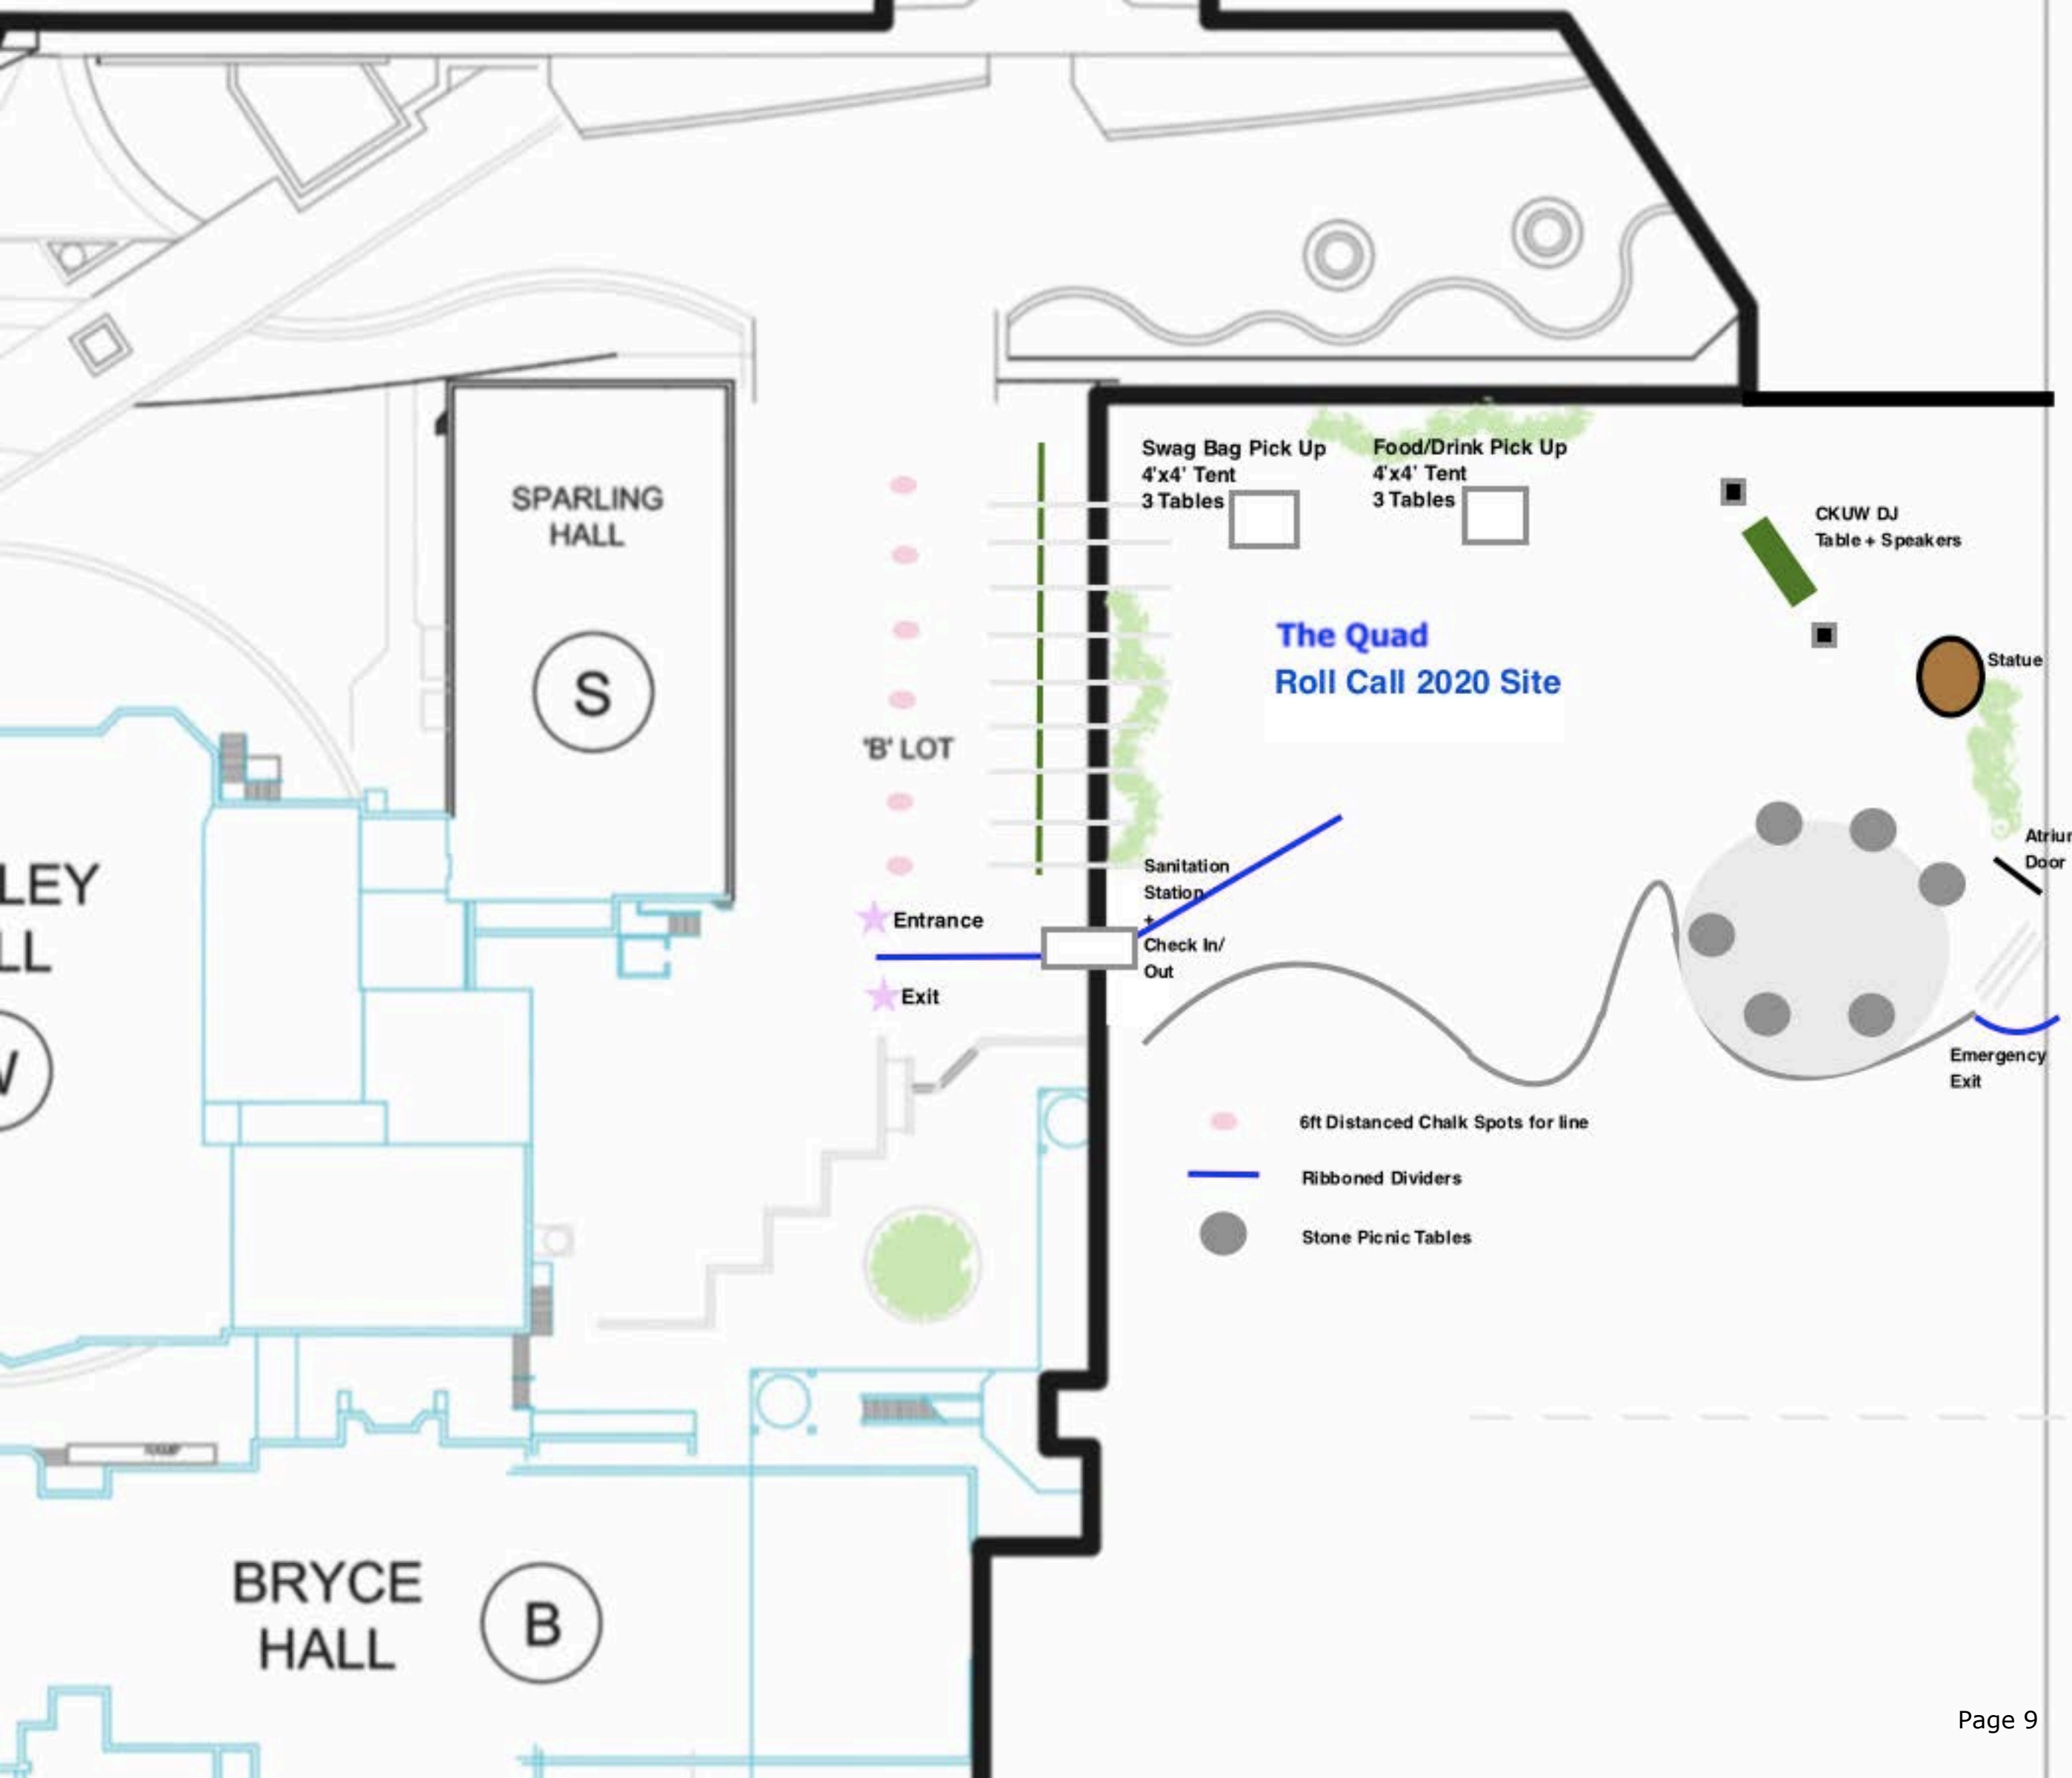 Swag Bag Pick Up
4'x4' Tent
3 Tables
Food/Drink Pick Up
4'x4' Tent
3 Tables
CKUW DJ
Table + Speakers
SPARLING
HALL
S
The Quad
Roll Call 2020 Site
Statue
'B' LOT
Atriu
Door
Sanitation
Station
+
Check In/
Out
LEY
LL
Entrance
Exit
W
Emergency
Exit
6ft Distanced Chalk Spots for line
Ribboned Dividers
Stone Picnic Tables
BRYCE
HALL
B
Page 9